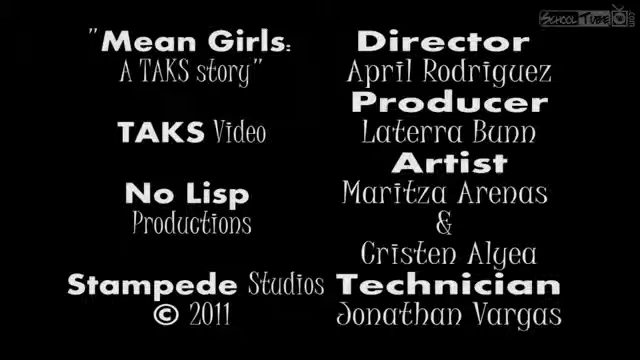 "Mean Girls:
A TAKS story"
TAKS Video
No Lisp
Productions
Stampede Studios
© 2011
Director
April Rodriguez
Producer
Laterra Bunn
Artist
Maritza Arenas
&
Cristen Alyea
Technician
Jonathan Vargas
SCHOOLTUBE